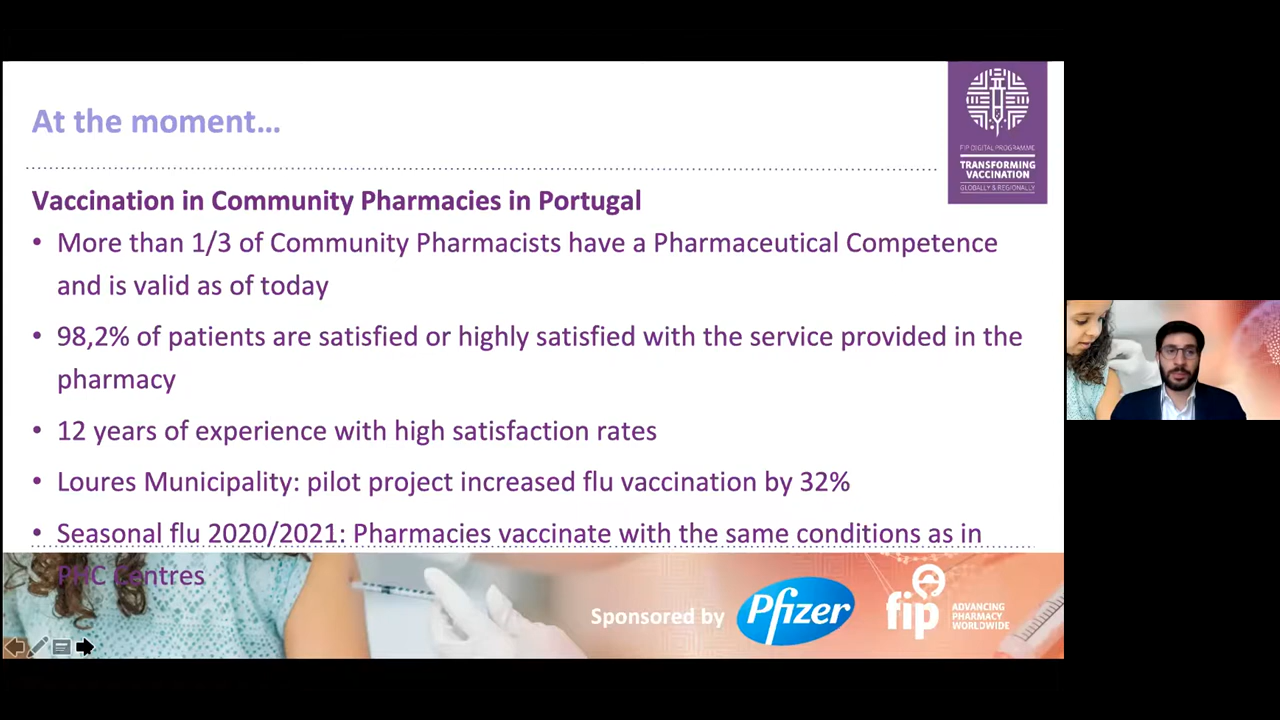 At the moment...
FIP DIGITAL PROGRAMME
TRANSFORMING
VACCINATION
GLOBALLY & REGIONALLY
Vaccination in Community Pharmacies in Portugal
• More than 1/3 of Community Pharmacists have a Pharmaceutical Competence
and is valid as of today
• 98,2% of patients are satisfied or highly satisfied with the service provided in the
pharmacy
• 12 years of experience with high satisfaction rates
• Loures Municipality: pilot project increased flu vaccination by 32%
• Seasonal flu 2020/2021: Pharmacies vaccinate with the same conditions as in
PHC Centres
Sponsored by
Pfizer
fip
ADVANCING
PHARMACY
WORLDWIDE